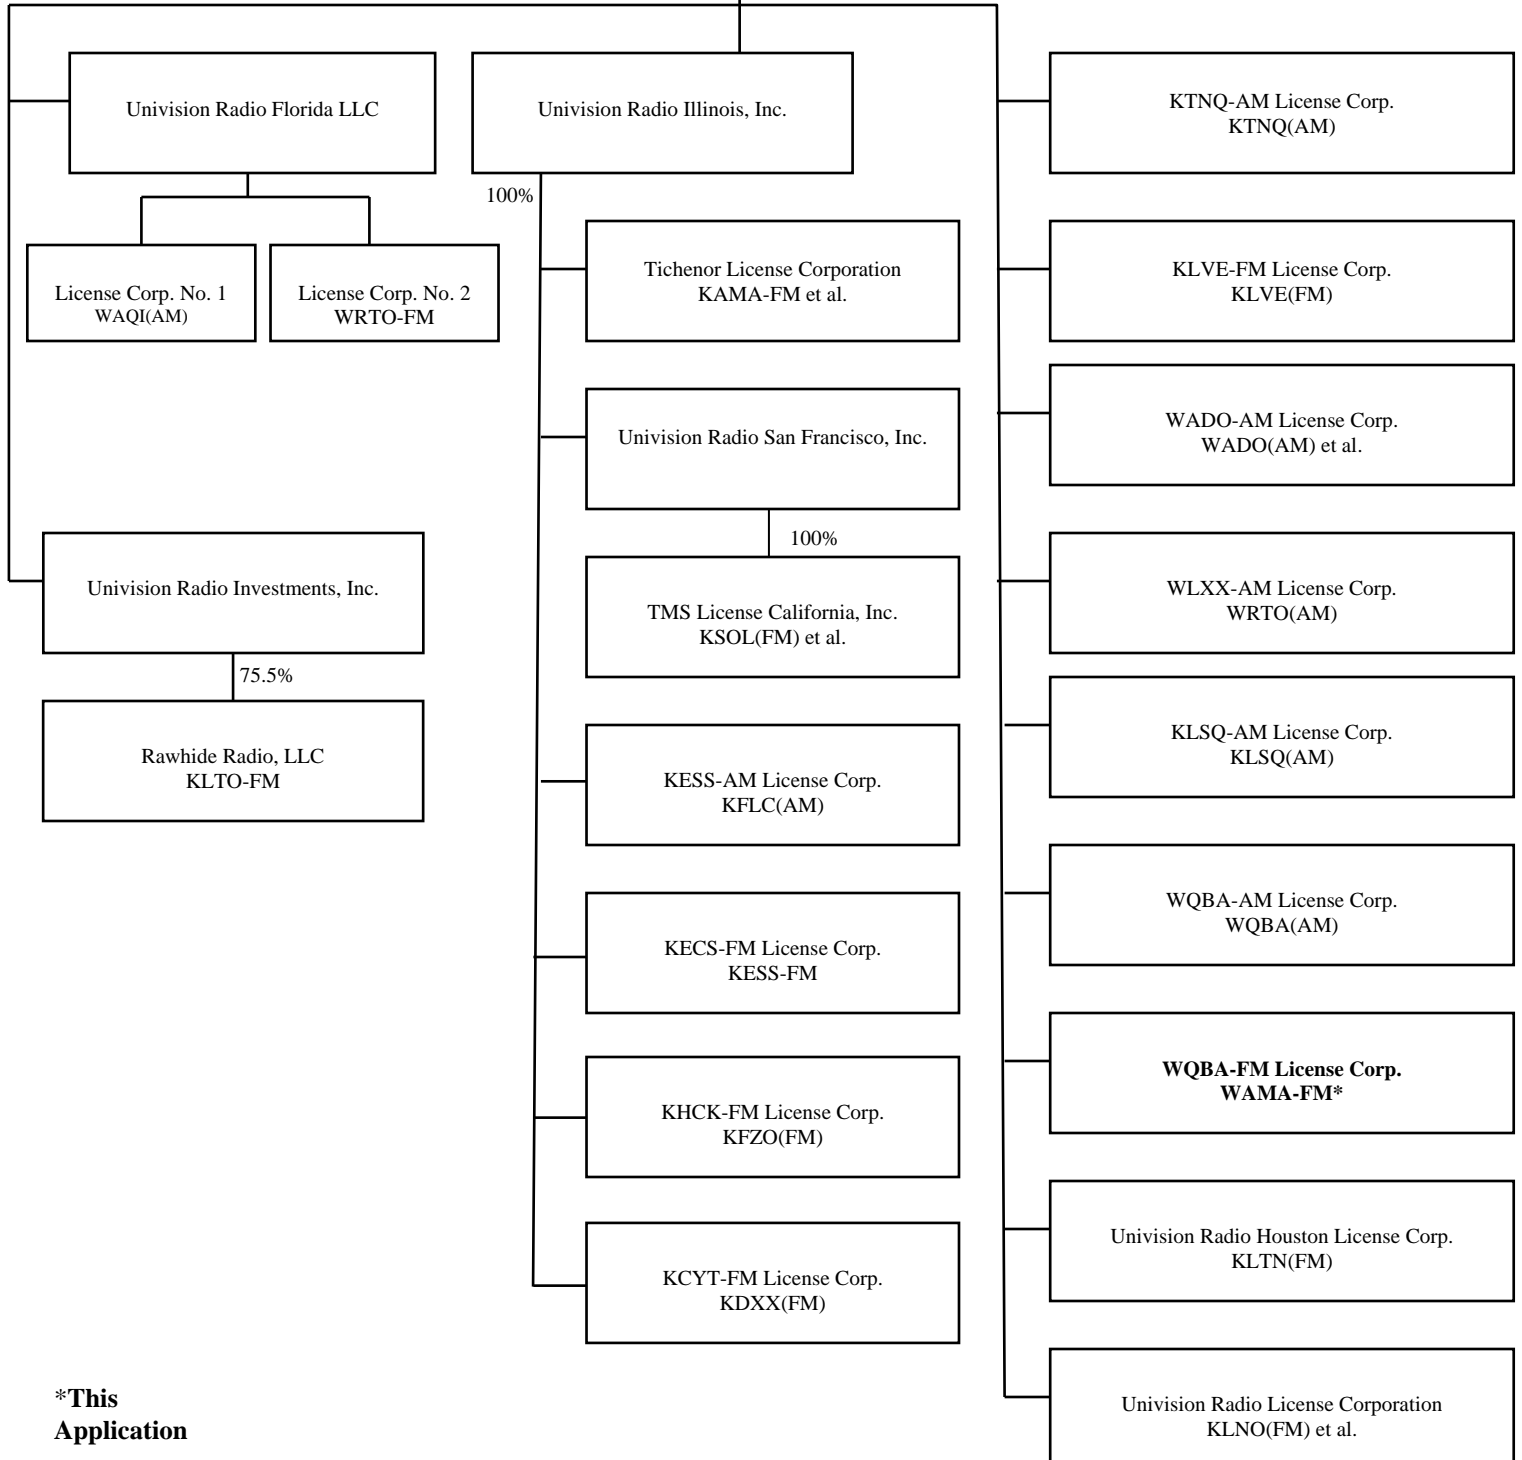 Univision Radio Florida LLC
License Corp. No. 1
WAQI(AM)
License Corp. No. 2
WRTO-FM
Univision Radio Investments, Inc.
75.5%
Rawhide Radio, LLC
KLTO-FM
Univision Radio Illinois, Inc.
100%
Tichenor License Corporation
KAMA-FM et al.
Univision Radio San Francisco, Inc.
100%
TMS License California, Inc.
KSOL(FM) et al.
KESS-AM License Corp.
KFLC(AM)
KECS-FM License Corp.
KESS-FM
KHCK-FM License Corp.
KFZO(FM)
KCYT-FM License Corp.
KDXX(FM)
KTNQ-AM License Corp.
KTNQ(AM)
KLVE-FM License Corp.
KLVE(FM)
WADO-AM License Corp.
WADO(AM) et al.
WLXX-AM License Corp.
WRTO(AM)
KLSQ-AM License Corp.
KLSQ(AM)
WQBA-AM License Corp.
WQBA(AM)
WQBA-FM License Corp.
WAMA-FM*
Univision Radio Houston License Corp.
KLTN(FM)
Univision Radio License Corporation
KLNO(FM) et al.
*This
Application